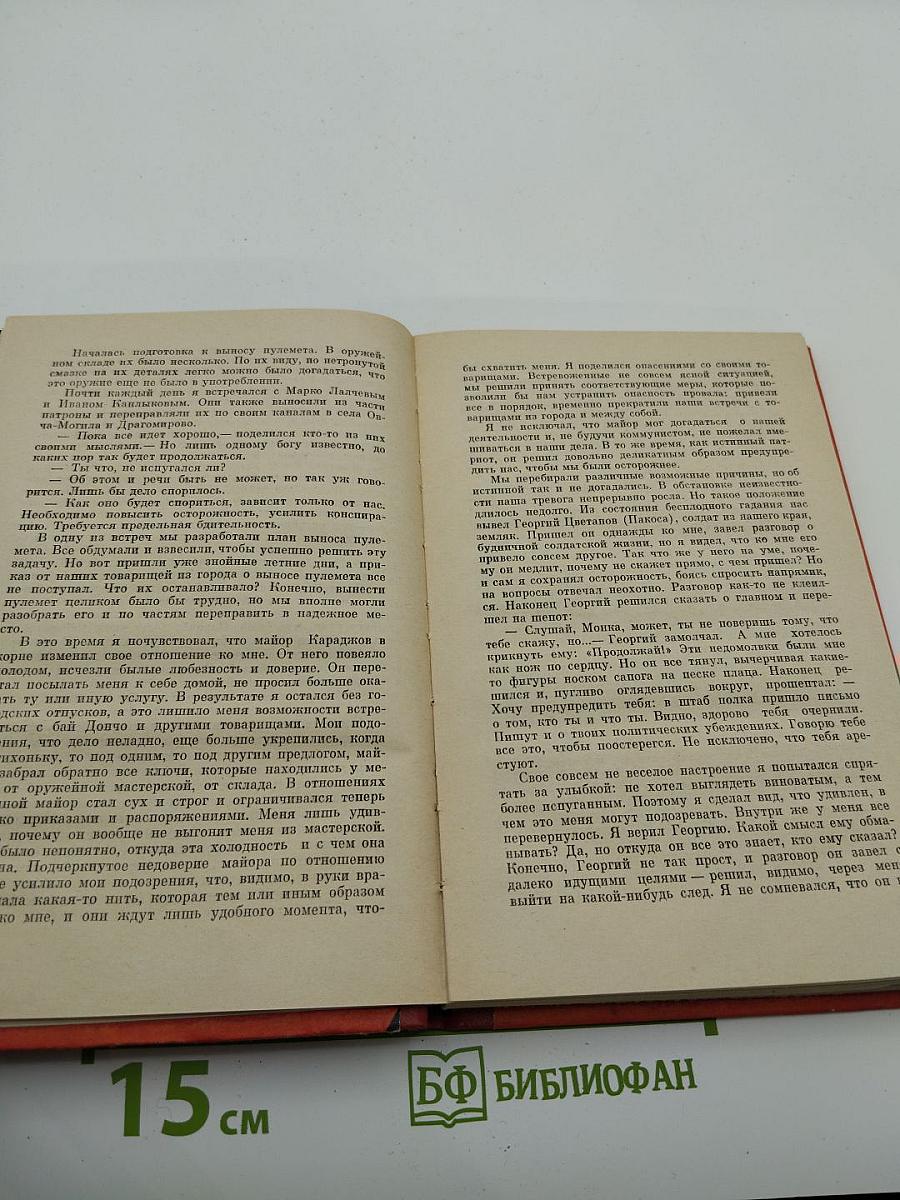 Началась подготовка к выносу пулемета. В оружей-
ном складе их было несколько. По их виду, по нетронутой
смазке на их деталях легко можно было догадаться, что
это оружие еще не было в употреблении.
Почти каждый день я встречался с Марко Лалчевым
и Иваном Канлыковым. Они также выносили из части
патроны и переправляли их по своим каналам в села Ов-
ча-Могила и Драгомирово.
— Пока все идет хорошо,— поделился кто-то из них
своими мыслями.— Но лишь одному богу известно, до
каких пор так будет продолжаться.
— Ты что, не испугался ли?
— Об этом и речи быть не может, но так уж гово-
рится. Лишь бы дело спорилось.
— Как оно будет спориться, зависит только от нас.
Необходимо повысить осторожность, усилить конспира-
цию. Требуется предельная бдительность.
В одну из встреч мы разработали план выноса пуле-
мета. Все обдумали и взвесили, чтобы успешно решить эту
задачу. Но вот пришли уже знойные летние дни, а при-
каз от наших товарищей из города о выносе пулемета все
не поступал. Что их останавливало? Конечно, вынести
пулемет целиком было бы трудно, но мы вполне могли
разобрать его и по частям переправить в надежное ме-
сто.
В это время я почувствовал, что майор Караджов в
корне изменил свое отношение ко мне. От него повеяло
холодом, исчезли былые любезность и доверие. Он пере-
тал посылать меня к себе домой, не просил больше ока-
ать ту или иную услугу. В результате я остался без го-
дских отпусков, а это лишило меня возможности встре-
ться с бай Дончо и другими товарищами. Мои подо-
ения, что дело неладно, еще больше укрепились, когда
тихоньку, то под одним, то под другим предлогом, май-
забрал обратно все ключи, которые находились у ме-
от оружейной мастерской, от склада. В отношениях
ной майор стал сух и строг и ограничивался теперь
ко приказами и распоряжениями. Меня лишь удив-
, почему он вообще не выгонит меня из мастерской.
было непонятно, откуда эта холодность и с чем она
на. Подчеркнутое недоверие майора по отношению
е усилило мои подозрения, что, видимо, в руки вра-
пала какая-то нить, которая тем или иным образом
ко мне, и они ждут лишь удобного момента, что-
бы схватить меня. Я поделился опасениями со своими то-
варищами. Встревоженные не совсем ясной ситуацией,
мы решили принять соответствующие меры, которые по-
зволили бы нам устранить опасность провала: привели
все в порядок, временно прекратили наши встречи с то-
варищами из города и между собой.
Я не исключал, что майор мог догадаться о нашей
деятельности и, не будучи коммунистом, не пожелал вме-
шиваться в наши дела. В то же время, как истинный пат-
риот, он решил довольно деликатным образом предупре-
дить нас, чтобы мы были осторожнее.
Мы перебирали различные возможные причины, но об
истинной так и не догадались. В обстановке неизвестно-
сти наша тревога непрерывно росла. Но такое положение
длилось недолго. Из состояния бесплодного гадания нас
вывел Георгий Цветанов (Пакоса), солдат из нашего края,
земляк. Пришел он однажды ко мне, завел разговор о
будничной солдатской жизни, но я видел, что ко мне его
привело совсем другое. Так что же у него на уме, поче-
му он медлит, почему не скажет прямо, с чем пришел? Но
и сам я сохранял осторожность, боясь спросить напрямик,
на вопросы отвечал неохотно. Разговор как-то не клеил-
ся. Наконец Георгий решился сказать о главном и пере-
шел на шепот:
— Слушай, Монка, может, ты не поверишь тому, что
тебе скажу, но...— Георгий замолчал. А мне хотелось
крикнуть ему: «Продолжай!» Эти недомолвки были мне
как нож по сердцу. Но он все тянул, вычерчивая какие-
то фигуры носком сапога на песке плаца. Наконец ре-
шился и, пугливо оглядевшись вокруг, прошептал: —
Хочу предупредить тебя: в штаб полка пришло письмо
о том, кто ты и что ты. Видно, здорово тебя очернили.
Пишут и о твоих политических убеждениях. Говорю тебе
все это, чтобы поостерегся. Не исключено, что тебя аре-
стуют.
Свое совсем не веселое настроение я попытался спря-
тать за улыбкой: не хотел выглядеть виноватым, а тем
более испуганным. Поэтому я сделал вид, что удивлен, в
чем это меня могут подозревать. Внутри же у меня все
перевернулось. Я верил Георгию. Какой смысл ему обма-
нывать? Да, но откуда он все это знает, кто ему сказал?
Конечно, Георгий не так прост, и разговор он завел с
далеко идущими целями — решил, видимо, через мен
выйти на какой-нибудь след. Я не сомневался, что он
15 см
БФ БИБЛИОФАН